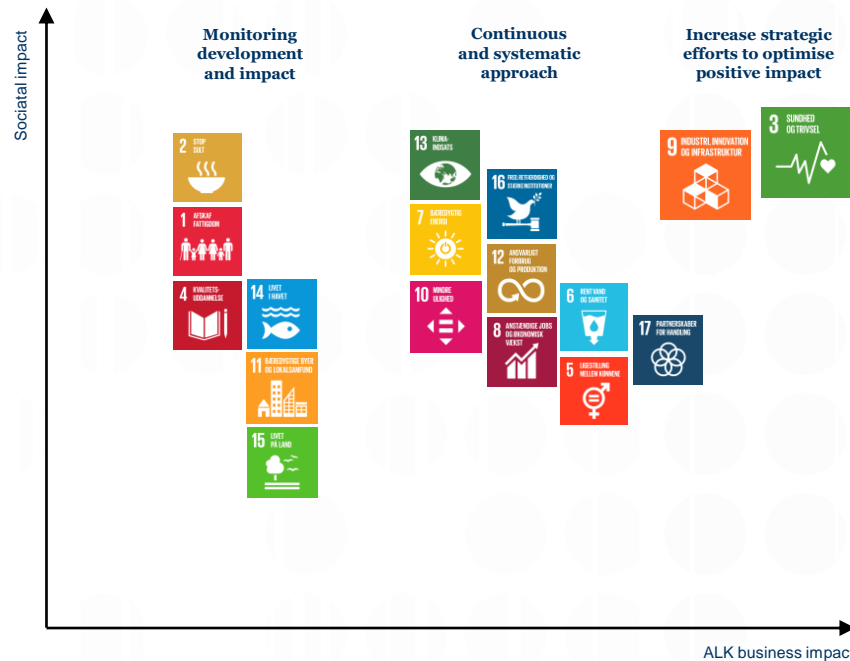 Sociatal impact
Monitoring
development
and impact
Continuous
and systematic
approach
Increase strategic
efforts to optimise
positive impact
2 STOP
SULT
1 AFSKAF
FATTIGDOM
4 KVALITETS-
UDDANNELSE
14 LIVET
I HAVET
11 BÆREDYGTIGE BYER
OG LOKALSAMFUND
15 LIVET
PÅ LAND
13 KLIMA-
INDSATS
7 BÆREDYGTIG
ENERGI
10 MINDRE
ULIGHED
16 FRED, RETFÆRDIGHED OG
STÆRKE INSTITUTIONER
12 ANSVARLIGT
FORBRUG
OG PRODUKTION
8 ANSTÆNDIGE JOBS
OG ØKONOMISK
VÆKST
6 RENT VAND
OG SANITET
5 LIGESTILLING
MELLEM KØNNENE
17 PARTNERSKABER
FOR HANDLING
9 INDUSTRI, INNOVATION
OG INFRASTRUKTUR
3 SUNDHED
OG TRIVSEL
ALK business impac